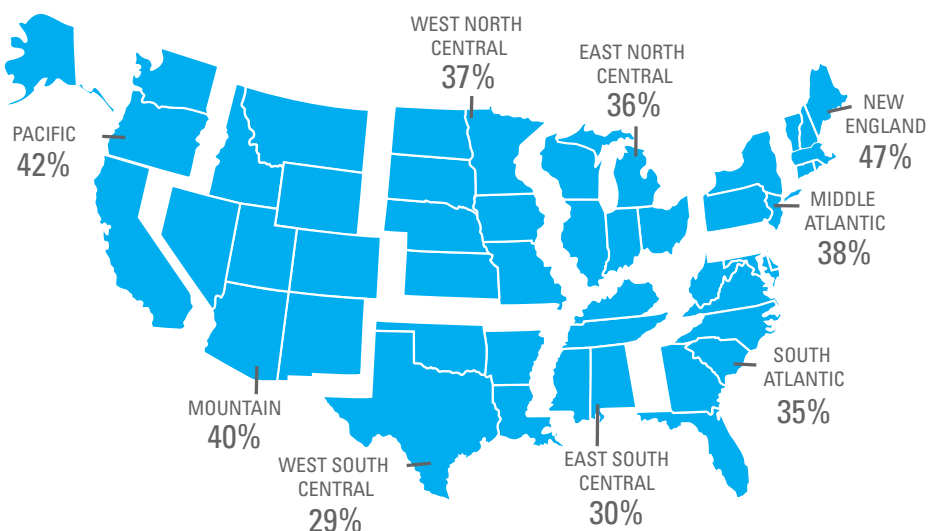 WEST NORTH
CENTRAL
37%
EAST NORTH
CENTRAL
36%
NEW
ENGLAND
47%
PACIFIC
42%
MIDDLE
ATLANTIC
38%
SOUTH
ATLANTIC
35%
MOUNTAIN
40%
WEST SOUTH
CENTRAL
29%
EAST SOUTH
CENTRAL
30%